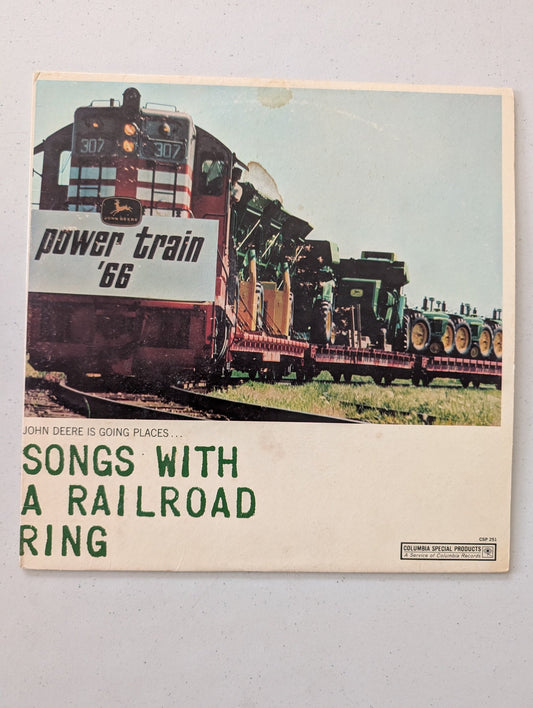 307
307
JOHN DEERE
power train
'66
JOHN DEERE IS GOING PLACES...
SONGS WITH
A RAILROAD
RING
CSP 251
COLUMBIA SPECIAL PRODUCTS
A Service of Columbia Records